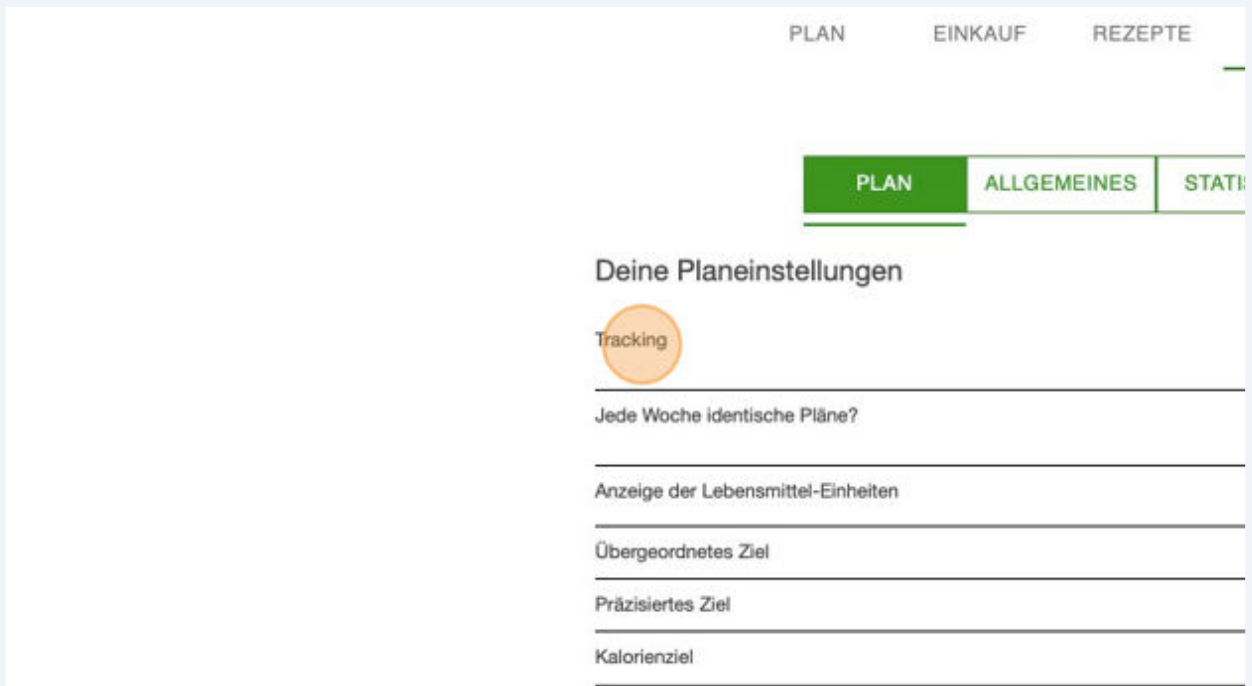 PLAN EINKAUF REZEPTE
PLAN ALLGEMEINES
Deine Planeinstellungen
Tracking
Jede Woche identische Pläne?
Anzeige der Lebensmittel-Einheiten
Übergeordnetes Ziel
Präzisiertes Ziel
Kalorienziel